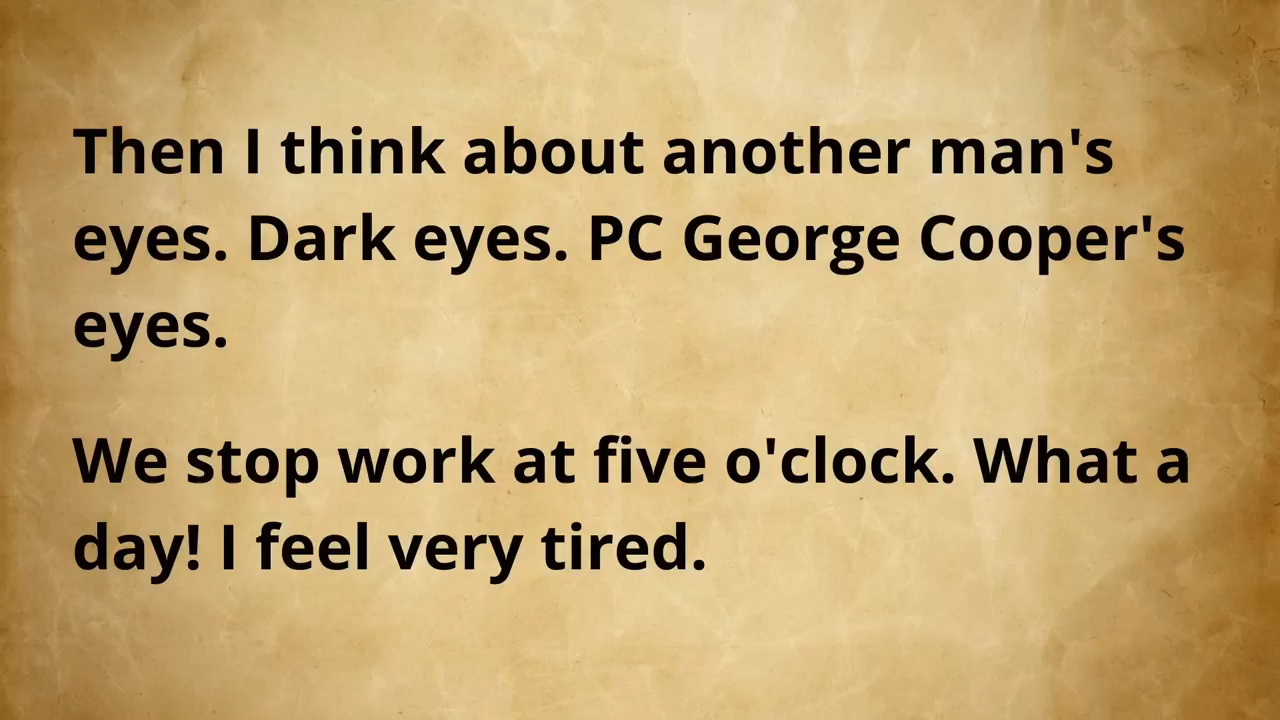 Then I think about another man's
eyes. Dark eyes. PC George Cooper's
eyes.
We stop work at five o'clock. What a
day! I feel very tired.